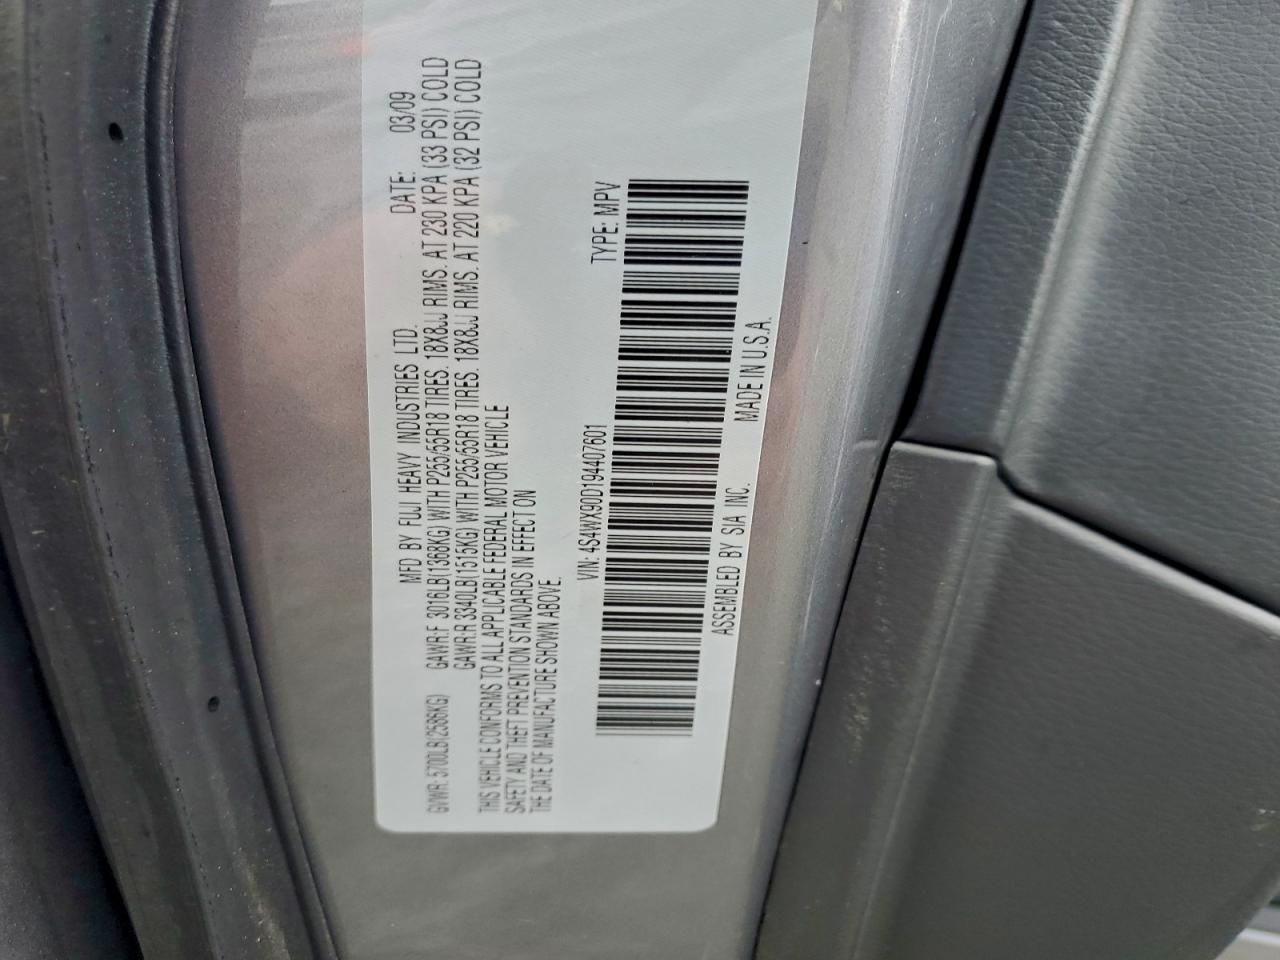 MFD BY FUJI HEAVY INDUSTRIES LTD. DATE: 03/09
GVWR: 5700LB(2586KG) GAWR:F 3016LB(1368KG) WITH P255/55R18 TIRES. 18X8JJ RIMS. AT 230 KPA (33 PSI) COLD
GAWR:R 3340LB(1515KG) WITH P255/55R18 TIRES. 18X8JJ RIMS. AT 220 KPA (32 PSI) COLD
THIS VEHICLE CONFORMS TO ALL APPLICABLE FEDERAL MOTOR VEHICLE
SAFETY AND THEFT PREVENTION STANDARDS IN EFFECT ON
THE DATE OF MANUFACTURE SHOWN ABOVE.
VIN: 4S4WX90D194407601 TYPE: MPV
ASSEMBLED BY SIA INC. MADE IN U.S.A.